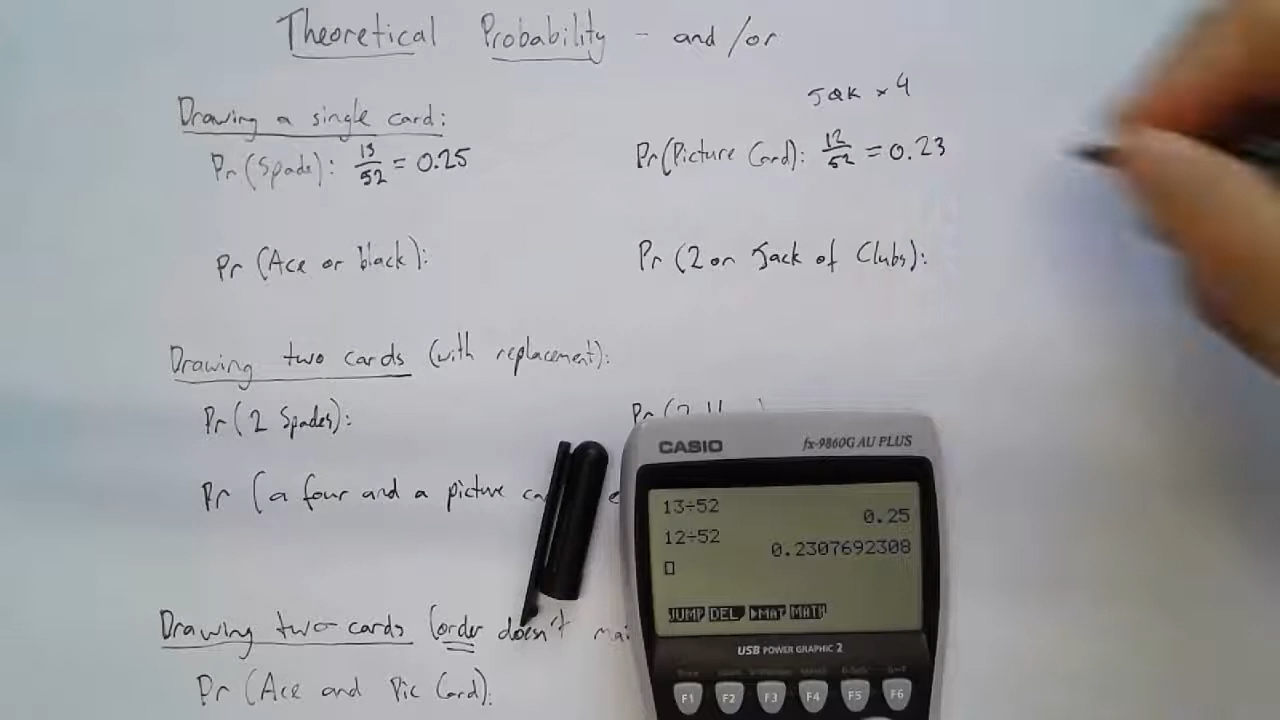 Theoretical Probability - and/or
Drawing a single card:
JQK × 4
Pr(Spade): 13/52 = 0.25
Pr(Picture Card): 12/52 = 0.23
Pr (Ace or black):
Pr (2 or Jack of Clubs):
Drawing two cards (with replacement):
Pr (2 Spades):
Pr (2
Pr (a four and a picture
Drawing two cards (order doesn't
Pr (Ace and Pic Card):
CASIO
fx-9860G AU PLUS
13÷52
0.25
12÷52
0.2307692308
JUMP DEL ▶MAT MATH
USB POWER GRAPHIC 2
F1 F2 F3 F4 F5 F6